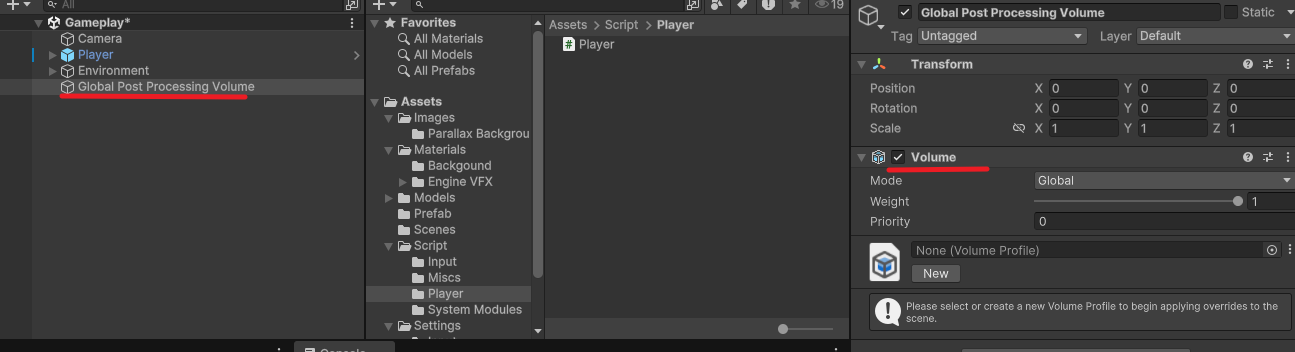 All
Gameplay*
Camera
Player
Environment
Global Post Processing Volume
19
Favorites
All Materials
All Models
All Prefabs
Assets
Images
Parallax Backgrou
Materials
Backgound
Engine VFX
Models
Prefab
Scenes
Script
Input
Miscs
Player
System Modules
Settings
Assets > Script > Player
# Player
Global Post Processing Volume
Static
Tag Untagged Layer Default
Transform
Position X 0 Y 0 Z 0
Rotation X 0 Y 0 Z 0
Scale X 1 Y 1 Z 1
Volume
Mode Global
Weight 1
Priority 0
None (Volume Profile)
New
Please select or create a new Volume Profile to begin applying overrides to the
scene.
Console